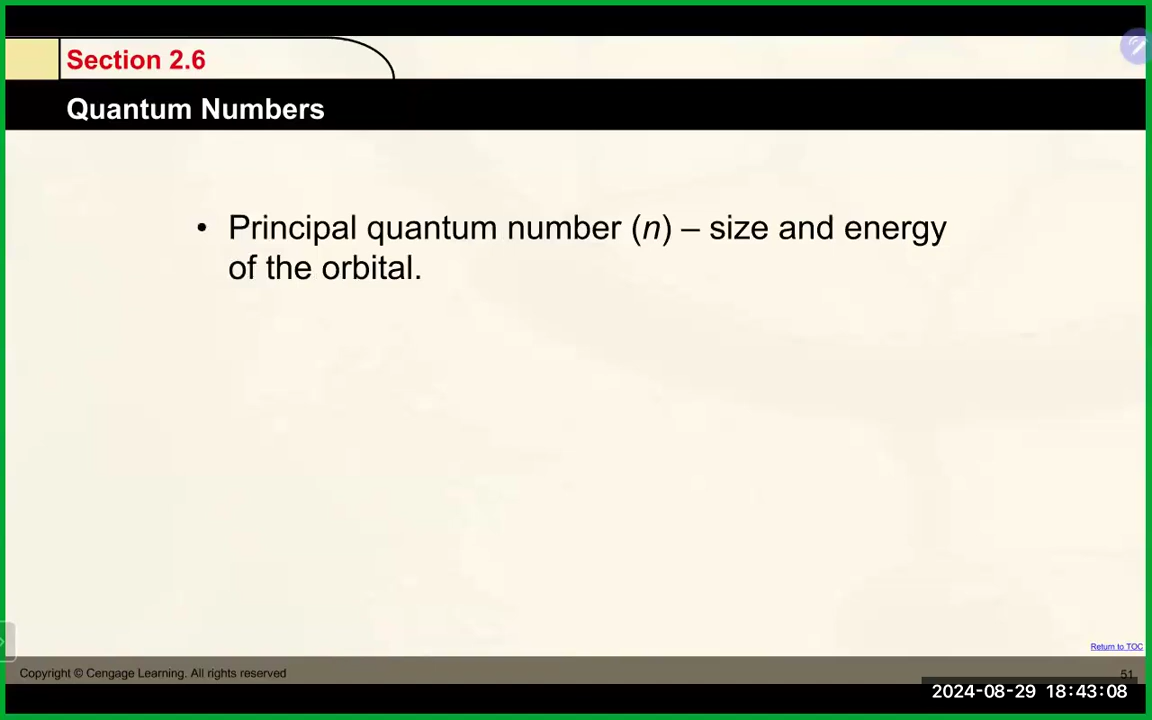 Section 2.6
Quantum Numbers
• Principal quantum number (n) – size and energy
of the orbital.
Return to TOC
Copyright © Cengage Learning. All rights reserved
51
2024-08-29 18:43:08